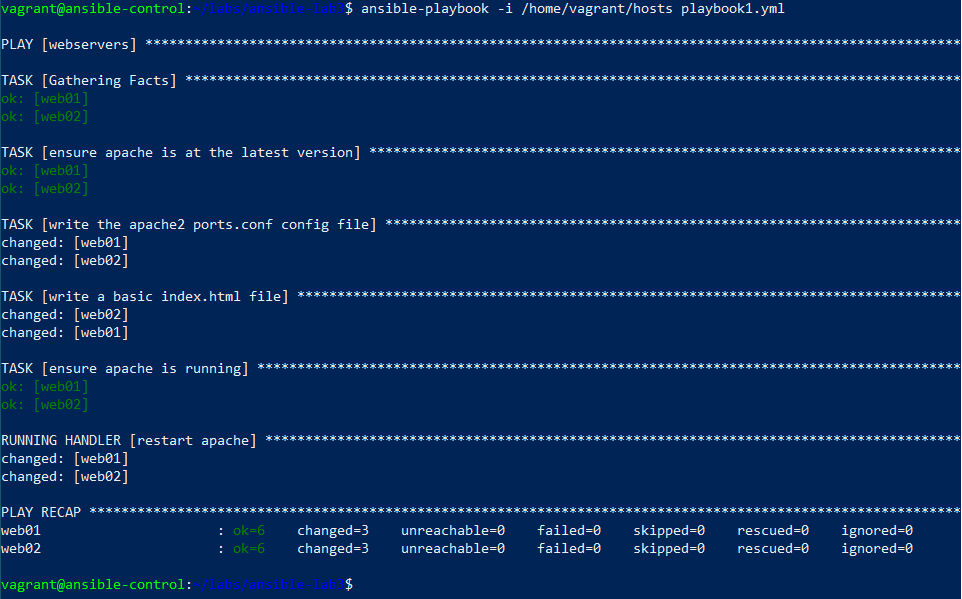 vagrant@ansible-control:~/labs/ansible_lab3$ ansible-playbook -i /home/vagrant/hosts playbook1.yml
PLAY [webservers] ******************************************************************************************************
TASK [Gathering Facts] *************************************************************************************************
ok: [web01]
ok: [web02]
TASK [ensure apache is at the latest version] **************************************************************************
ok: [web01]
ok: [web02]
TASK [write the apache2 ports.conf config file] ************************************************************************
changed: [web01]
changed: [web02]
TASK [write a basic index.html file] ***********************************************************************************
changed: [web02]
changed: [web01]
TASK [ensure apache is running] ****************************************************************************************
ok: [web01]
ok: [web02]
RUNNING HANDLER [restart apache] ***************************************************************************************
changed: [web01]
changed: [web02]
PLAY RECAP *************************************************************************************************************
web01                      : ok=6    changed=3    unreachable=0    failed=0    skipped=0    rescued=0    ignored=0
web02                      : ok=6    changed=3    unreachable=0    failed=0    skipped=0    rescued=0    ignored=0
vagrant@ansible-control:~/labs/ansible_lab3$